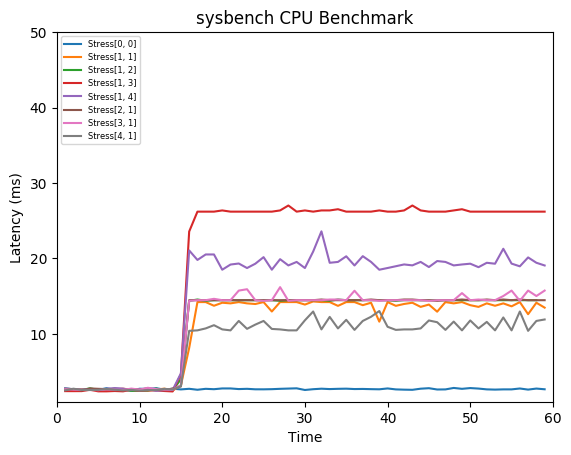 sysbench CPU Benchmark
50
40
30
20
10
Latency (ms)
Stress[0, 0]
Stress[1, 1]
Stress[1, 2]
Stress[1, 3]
Stress[1, 4]
Stress[2, 1]
Stress[3, 1]
Stress[4, 1]
0 10 20 30 40 50 60
Time